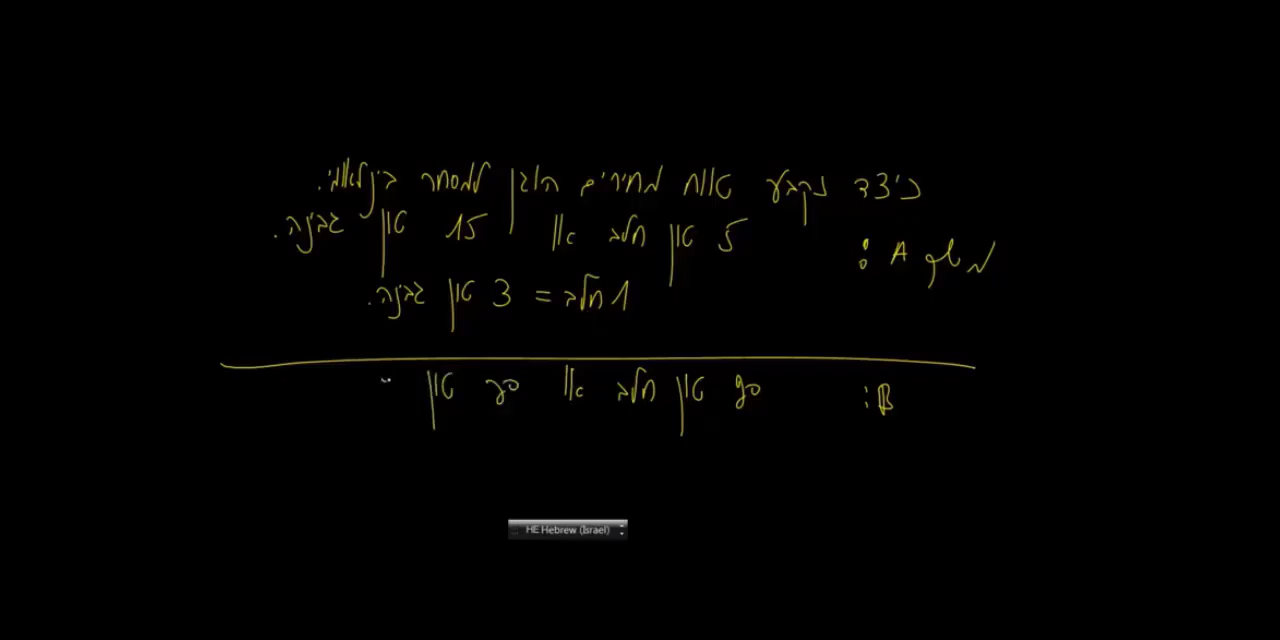 כיצד נקבע טווח מחירים הוגן למסחר בינלאומי.
משק A: 5 טון חלב או 15 טון גבינה.
1 חלב = 3 טון גבינה.
B: טון חלב או טון
HE Hebrew (Israel)